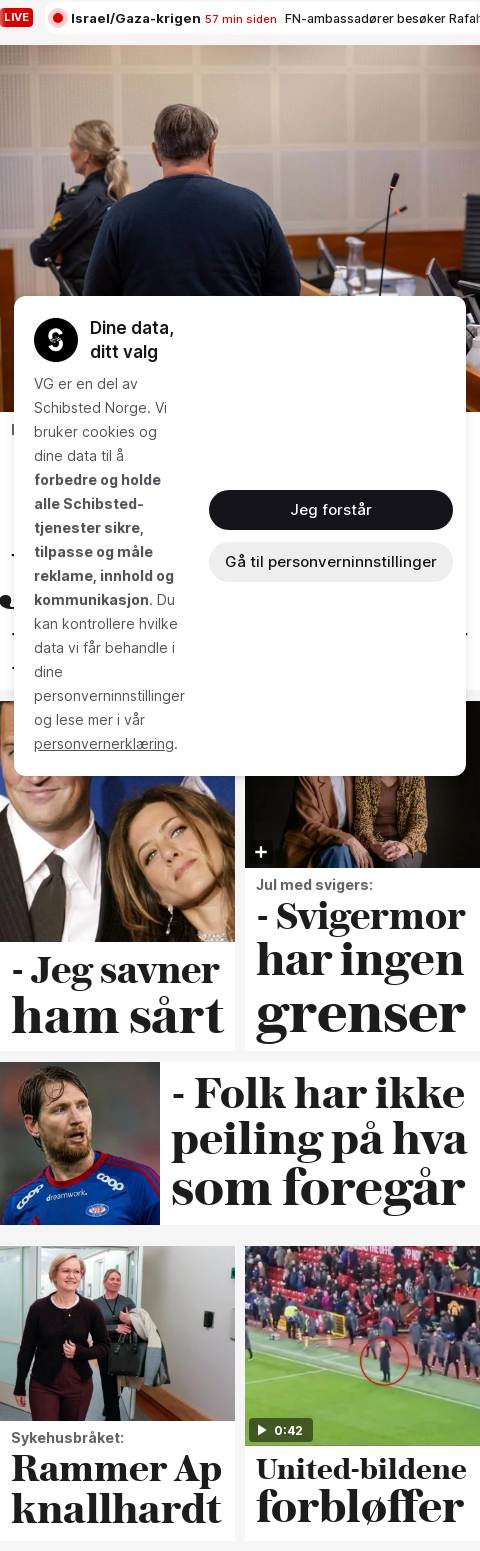 LIVE
Israel/Gaza-krigen 57 min siden FN-ambassadører besøker
Dine data,
ditt valg
VG er en del av
Schibsted Norge. Vi
bruker cookies og
dine data til å
forbedre og holde
alle Schibsted-
tjenester sikre,
tilpasse og måle
reklame, innhold og
kommunikasjon. Du
kan kontrollere hvilke
data vi får behandle i
dine
personverninnstillinger
og lese mer i vår
personvernerklæring.
Jeg forstår
Gå til personverninnstillinger
- Jeg savner
ham sårt
Jul med svigers:
- Svigermor
har ingen
grenser
coop
dreamwork.
coop
- Folk har ikke
peiling på hva
som foregår
Sykehusbråket:
Rammer Ap
knallhardt
0:42
United-bildene
forbløffer